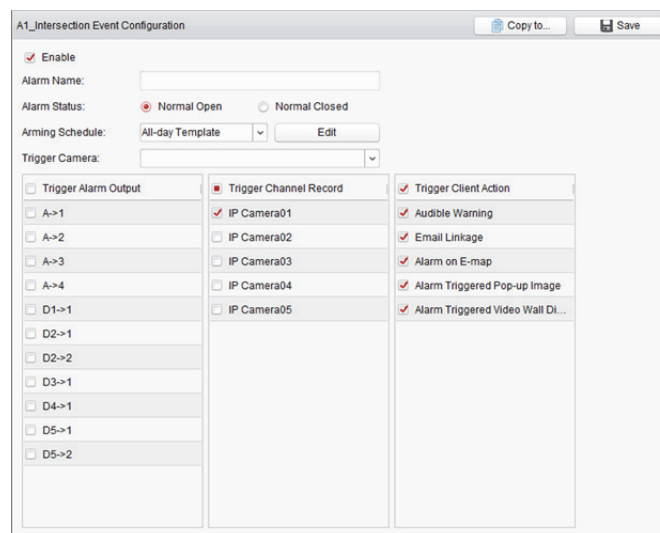 A1_Intersection Event Configuration
Copy to...
Save
Enable
Alarm Name:
Alarm Status: Normal Open Normal Closed
Arming Schedule: All-day Template Edit
Trigger Camera:
Trigger Alarm Output
A->1
A->2
A->3
A->4
D1->1
D2->1
D2->2
D3->1
D4->1
D5->1
D5->2
Trigger Channel Record
IP Camera01
IP Camera02
IP Camera03
IP Camera04
IP Camera05
Trigger Client Action
Audible Warning
Email Linkage
Alarm on E-map
Alarm Triggered Pop-up Image
Alarm Triggered Video Wall Di...